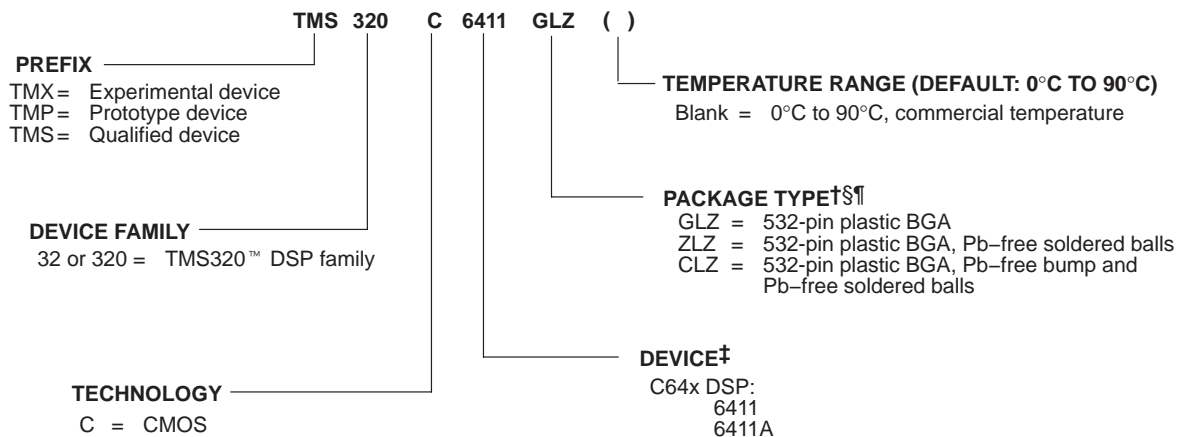 TMS 320 C 6411 GLZ ( )
PREFIX
TMX= Experimental device
TMP= Prototype device
TMS= Qualified device
TEMPERATURE RANGE (DEFAULT: 0°C TO 90°C)
Blank = 0°C to 90°C, commercial temperature
PACKAGE TYPE†§¶
GLZ = 532-pin plastic BGA
ZLZ = 532-pin plastic BGA, Pb−free soldered balls
CLZ = 532-pin plastic BGA, Pb−free bump and
Pb−free soldered balls
DEVICE FAMILY
32 or 320 = TMS320™ DSP family
DEVICE‡
C64x DSP:
6411
6411A
TECHNOLOGY
C = CMOS